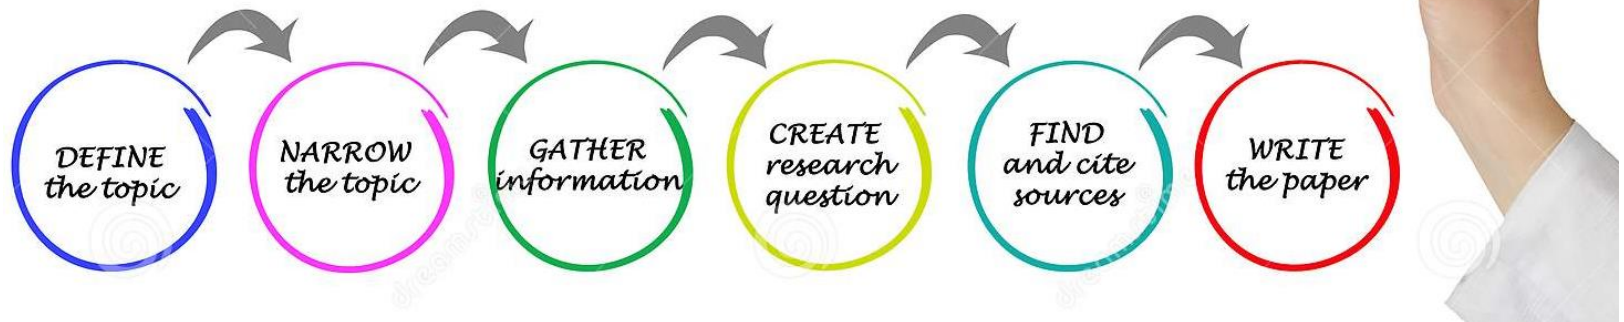 DEFINE
the topic
NARROW
the topic
GATHER
information
CREATE
research
question
FIND
and cite
sources
WRITE
the paper